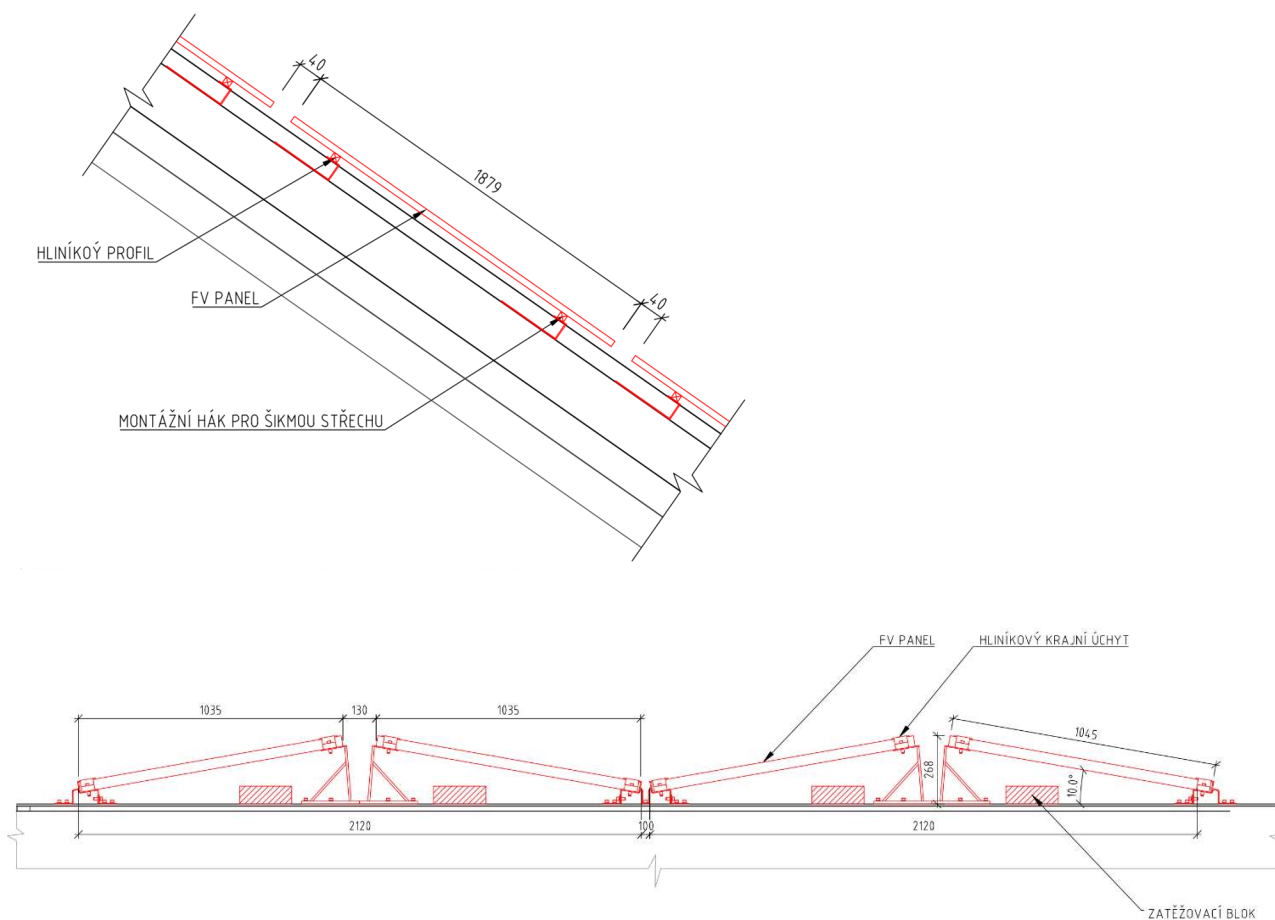 40
1879
40
HLINÍKOÝ PROFIL
FV PANEL
MONTÁŽNÍ HÁK PRO ŠIKMOU STŘECHU
FV PANEL
HLINÍKOVÝ KRAJNÍ ÚCHYT
1035
130
1035
1045
268
10.0°
2120
100
2120
ZATĚŽOVACÍ BLOK